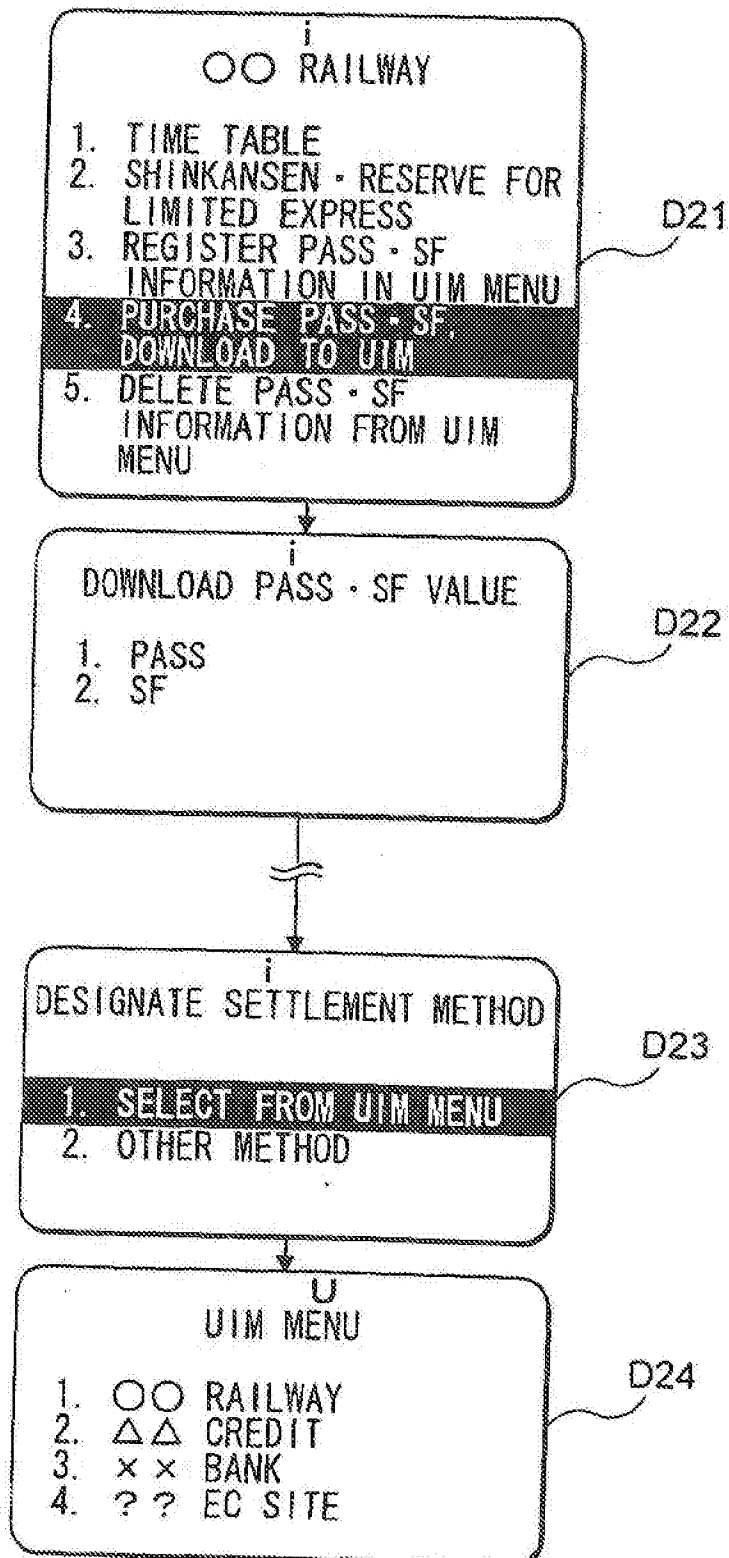 i
○○ RAILWAY
1. TIME TABLE
2. SHINKANSEN・RESERVE FOR
LIMITED EXPRESS
3. REGISTER PASS・SF
INFORMATION IN UIM MENU
4. PURCHASE PASS・SF,
DOWNLOAD TO UIM
5. DELETE PASS・SF
INFORMATION FROM UIM
MENU
D21
i
DOWNLOAD PASS・SF VALUE
1. PASS
2. SF
D22
i
DESIGNATE SETTLEMENT METHOD
1. SELECT FROM UIM MENU
2. OTHER METHOD
D23
U
UIM MENU
1. ○○ RAILWAY
2. △△ CREDIT
3. ×× BANK
4. ?? EC SITE
D24